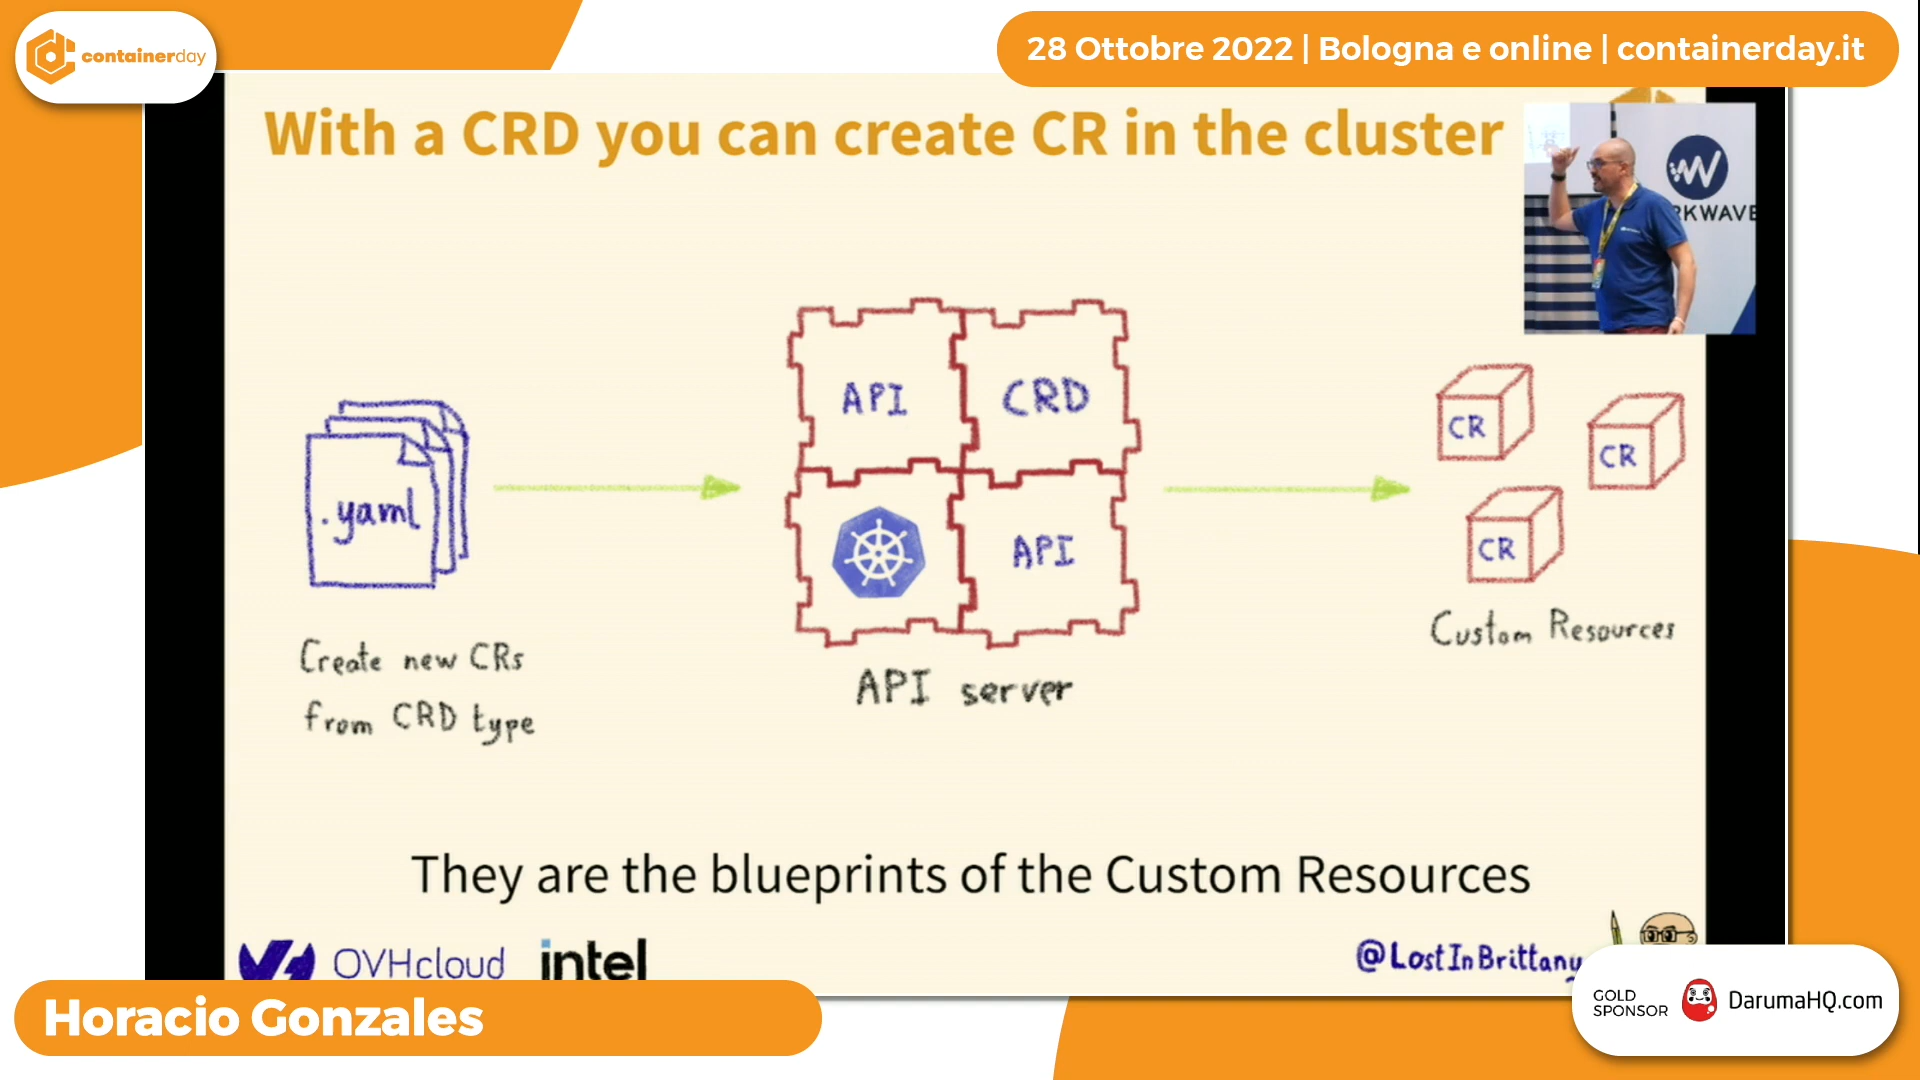 containerday
28 Ottobre 2022 | Bologna e online | containerday.it
With a CRD you can create CR in the cluster
RKWAVE
API
CRD
CR
CR
.yaml
API
CR
Create new CRs
from CRD type
API server
Custom Resources
They are the blueprints of the Custom Resources
OVHcloud
intel
@LostInBrittany
Horacio Gonzales
GOLD
SPONSOR
DarumaHQ.com